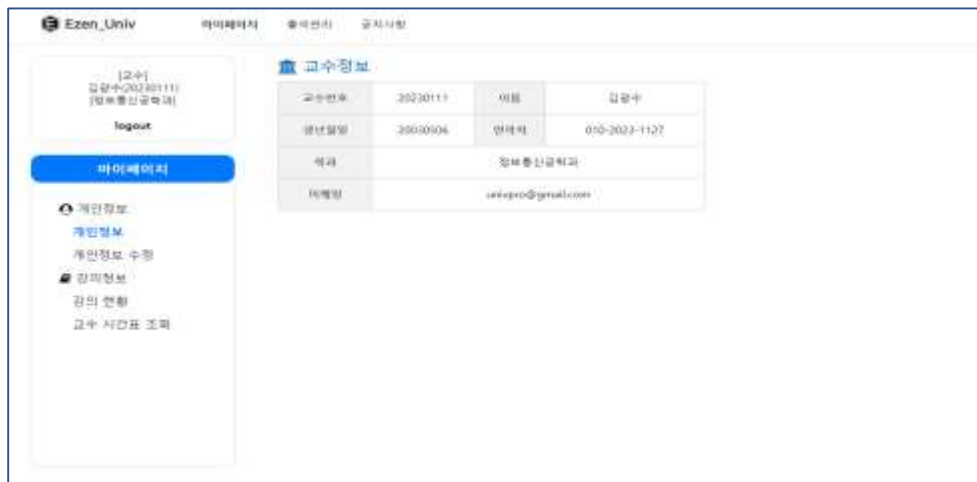 Ezen_Univ 마이페이지 출석관리 공지사항
[교수]
김광수(20230111)
[정보통신공학과]
logout
마이페이지
개인정보
개인정보
개인정보 수정
강의정보
강의 현황
교수 시간표 조회
교수정보
교수번호 20230111 이름 김광수
생년월일 20030506 연락처 010-2023-1127
학과 정보통신공학과
이메일 univpro@gmail.com